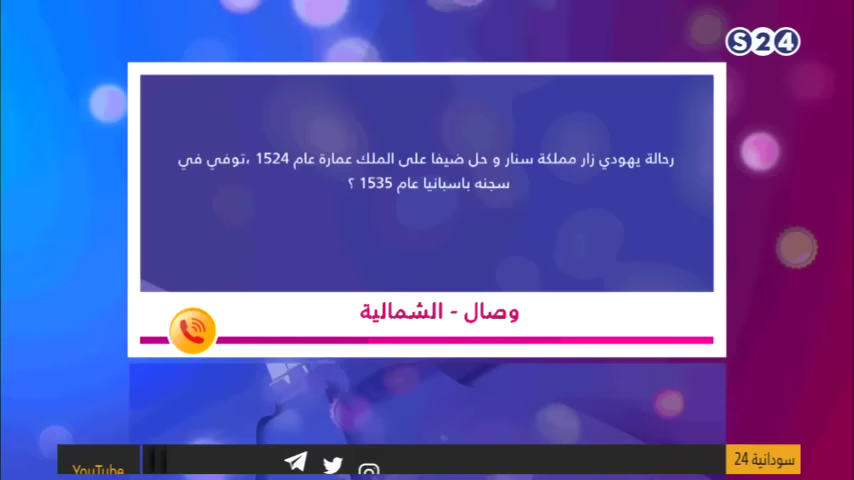 S24
رحالة يهودي زار مملكة سنار و حل ضيفا على الملك عمارة عام 1524 ،توفي في
سجنه باسبانيا عام 1535 ؟
وصال - الشمالية
سودانية 24
YouTube